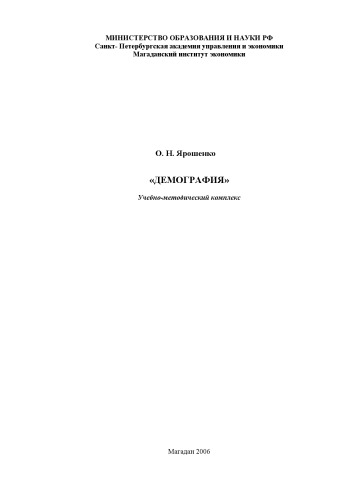 МИНИСТЕРСТВО ОБРАЗОВАНИЯ И НАУКИ РФ
Санкт- Петербургская академия управления и экономики
Магаданский институт экономики
О. Н. Ярошенко
«ДЕМОГРАФИЯ»
Учебно-методический комплекс
Магадан 2006